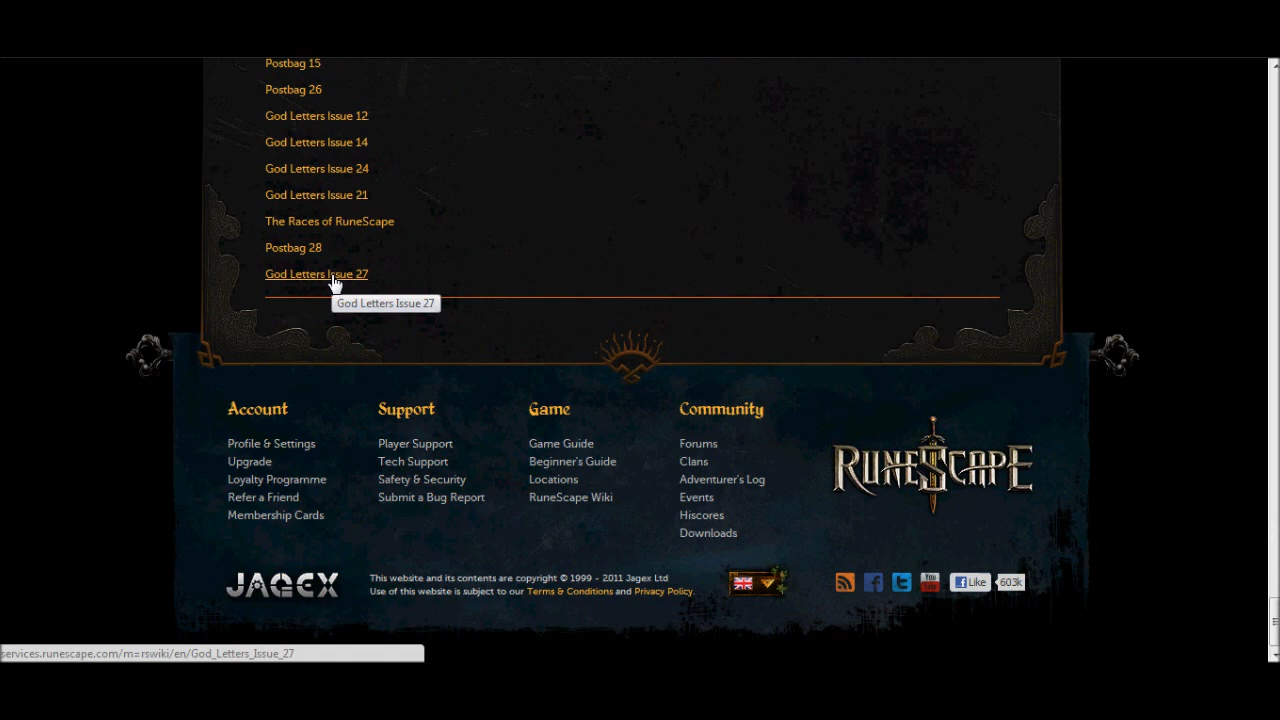 Postbag 15
Postbag 26
God Letters Issue 12
God Letters Issue 14
God Letters Issue 24
God Letters Issue 21
The Races of RuneScape
Postbag 28
God Letters Issue 27
God Letters Issue 27
Account
Profile & Settings
Upgrade
Loyalty Programme
Refer a Friend
Membership Cards
Support
Player Support
Tech Support
Safety & Security
Submit a Bug Report
Game
Game Guide
Beginner's Guide
Locations
RuneScape Wiki
Community
Forums
Clans
Adventurer's Log
Events
Hiscores
Downloads
RUNESCAPE
JAGEX
This website and its contents are copyright © 1999 - 2011 Jagex Ltd
Use of this website is subject to our Terms & Conditions and Privacy Policy.
You
Tube
Like
603k
services.runescape.com/m=rswiki/en/God_Letters_Issue_27